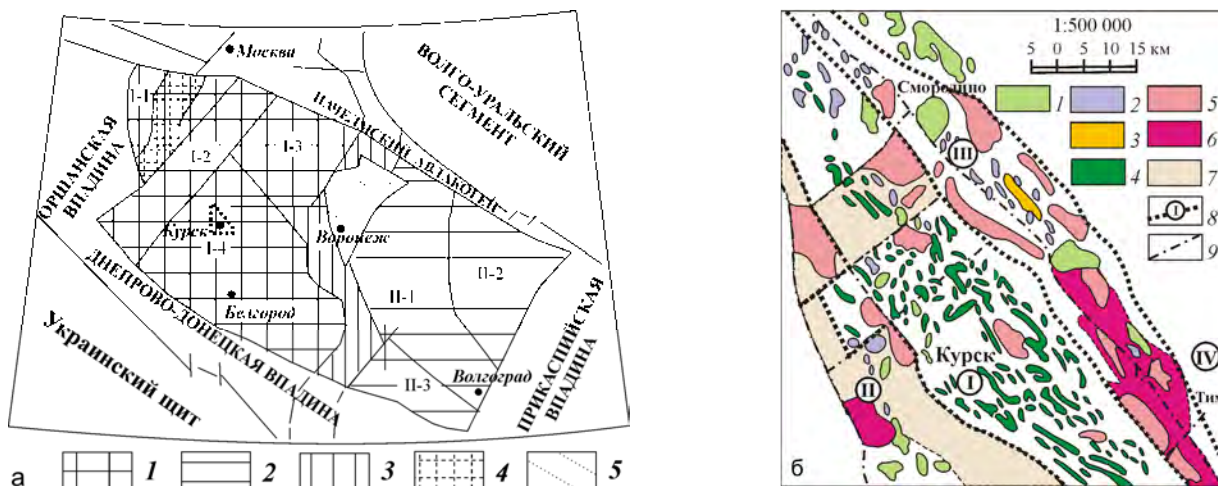 Москва
ВОЛГО-УРАЛЬСКИЙ
СЕГМЕНТ
ПАЧЕЛМСКИЙ АВЛАКОГЕН
I-1
I-2
I-3
ОРШАНСКАЯ
ВПАДИНА
Курск
I-4
Воронеж
II-2
II-1
Белгород
ДНЕПРОВО-ДОНЕЦКАЯ ВПАДИНА
Украинский щит
II-3
Волгоград
ПРИКАСПИЙСКАЯ
ВПАДИНА
а
1
2
3
4
5
1:500 000
5 0 5 10 15 км
Смородино
1
2
5
3
6
4
7
I
8
9
III
Курск
I
II
IV
Тим
б